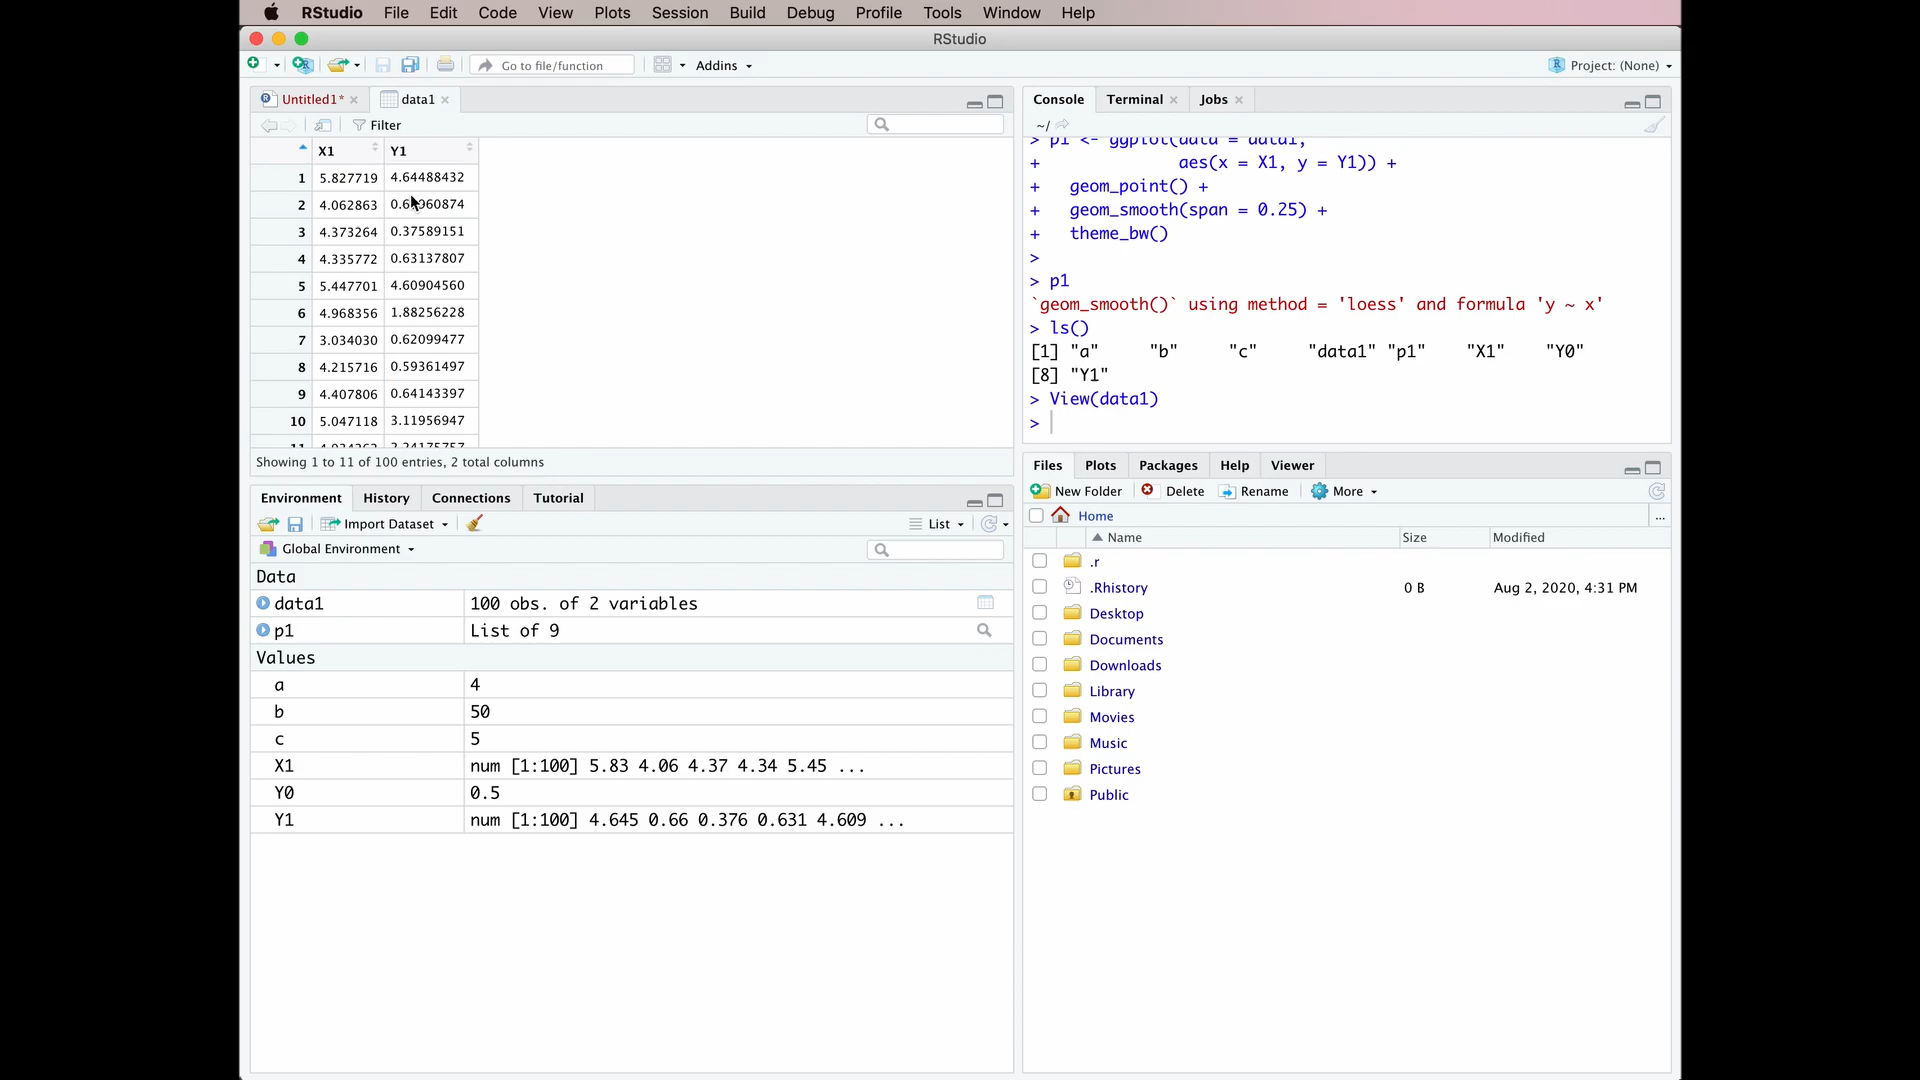 RStudio File Edit Code View Plots Session Build Debug Profile Tools Window Help
RStudio
Go to file/function Addins Project: (None)
Untitled1* data1
Filter
X1 Y1
1 5.827719 4.64488432
2 4.062863
3 4.373264 0.37589151
4 4.335772 0.63137807
5 5.447701 4.60904560
6 4.968356 1.88256228
7 3.034030 0.62099477
8 4.215716 0.59361497
9 4.407806 0.64143397
10 5.047118 3.11956947
11
Showing 1 to 11 of 100 entries, 2 total columns
Environment History Connections Tutorial
Import Dataset List
Global Environment
Data
data1 100 obs. of 2 variables
p1 List of 9
Values
a 4
b 50
c 5
X1 num [1:100] 5.83 4.06 4.37 4.34 5.45 ...
Y0 0.5
Y1 num [1:100] 4.645 0.66 0.376 0.631 4.609 ...
Console Terminal Jobs
~/
> p1 <- ggplot(data = data1,
+ aes(x = X1, y = Y1)) +
+ geom_point() +
+ geom_smooth(span = 0.25) +
+ theme_bw()
>
> p1
`geom_smooth()` using method = 'loess' and formula 'y ~ x'
> ls()
[1] "a" "b" "c" "data1" "p1" "X1" "Y0"
[8] "Y1"
> View(data1)
>
Files Plots Packages Help Viewer
New Folder Delete Rename More
Home ...
Name Size Modified
.r
.Rhistory 0 B Aug 2, 2020, 4:31 PM
Desktop
Documents
Downloads
Library
Movies
Music
Pictures
Public